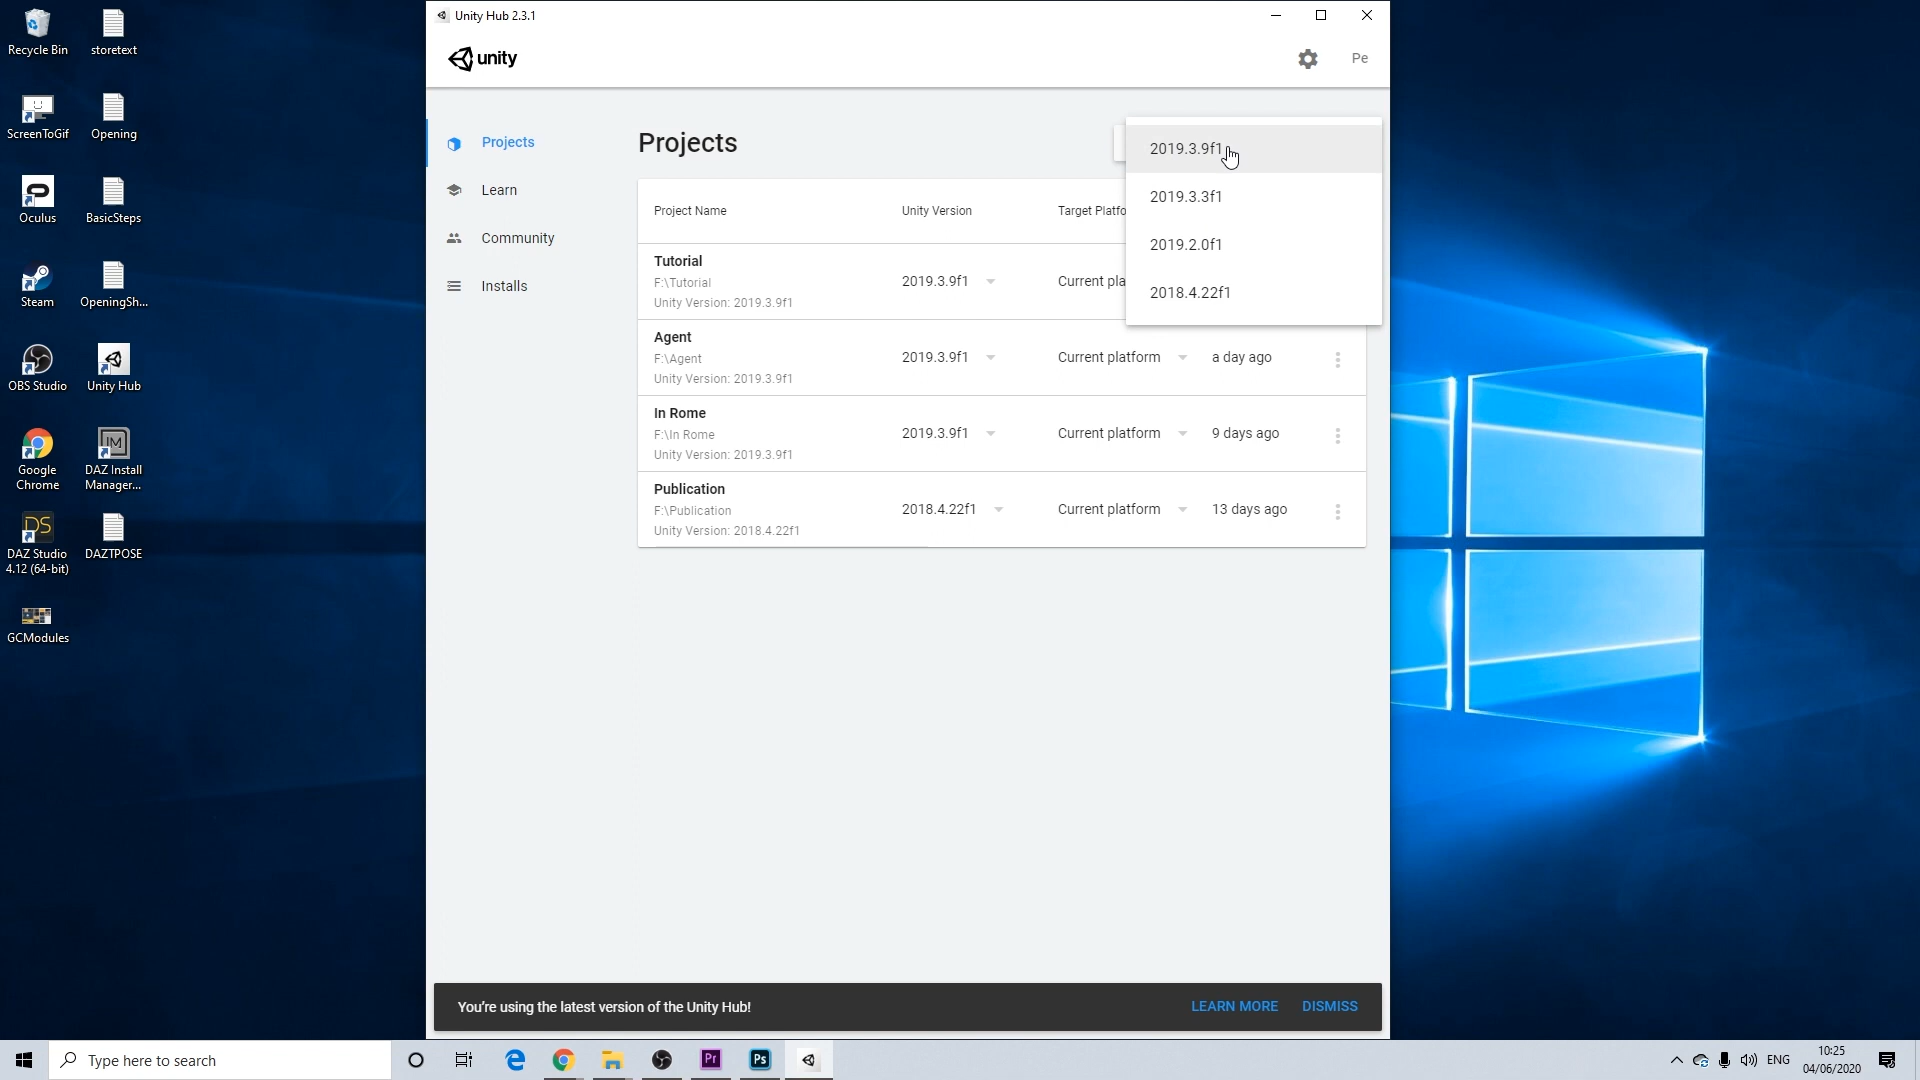 Recycle Bin
storetext
ScreenToGif
Opening
Oculus
BasicSteps
Steam
OpeningSh...
OBS Studio
Unity Hub
Google
Chrome
DAZ Install
Manager...
DAZ Studio
4.12 (64-bit)
DAZTPOSE
GCModules
Unity Hub 2.3.1
unity
Pe
Projects
Learn
Community
Installs
Projects
2019.3.9f1
2019.3.3f1
2019.2.0f1
2018.4.22f1
Project Name
Unity Version
Target Platfo
Tutorial
F:\Tutorial
Unity Version: 2019.3.9f1
2019.3.9f1
Current pla
Agent
F:\Agent
Unity Version: 2019.3.9f1
2019.3.9f1
Current platform
a day ago
In Rome
F:\In Rome
Unity Version: 2019.3.9f1
2019.3.9f1
Current platform
9 days ago
Publication
F:\Publication
Unity Version: 2018.4.22f1
2018.4.22f1
Current platform
13 days ago
You're using the latest version of the Unity Hub!
LEARN MORE
DISMISS
Type here to search
Pr
Ps
ENG
10:25
04/06/2020
IM
DS